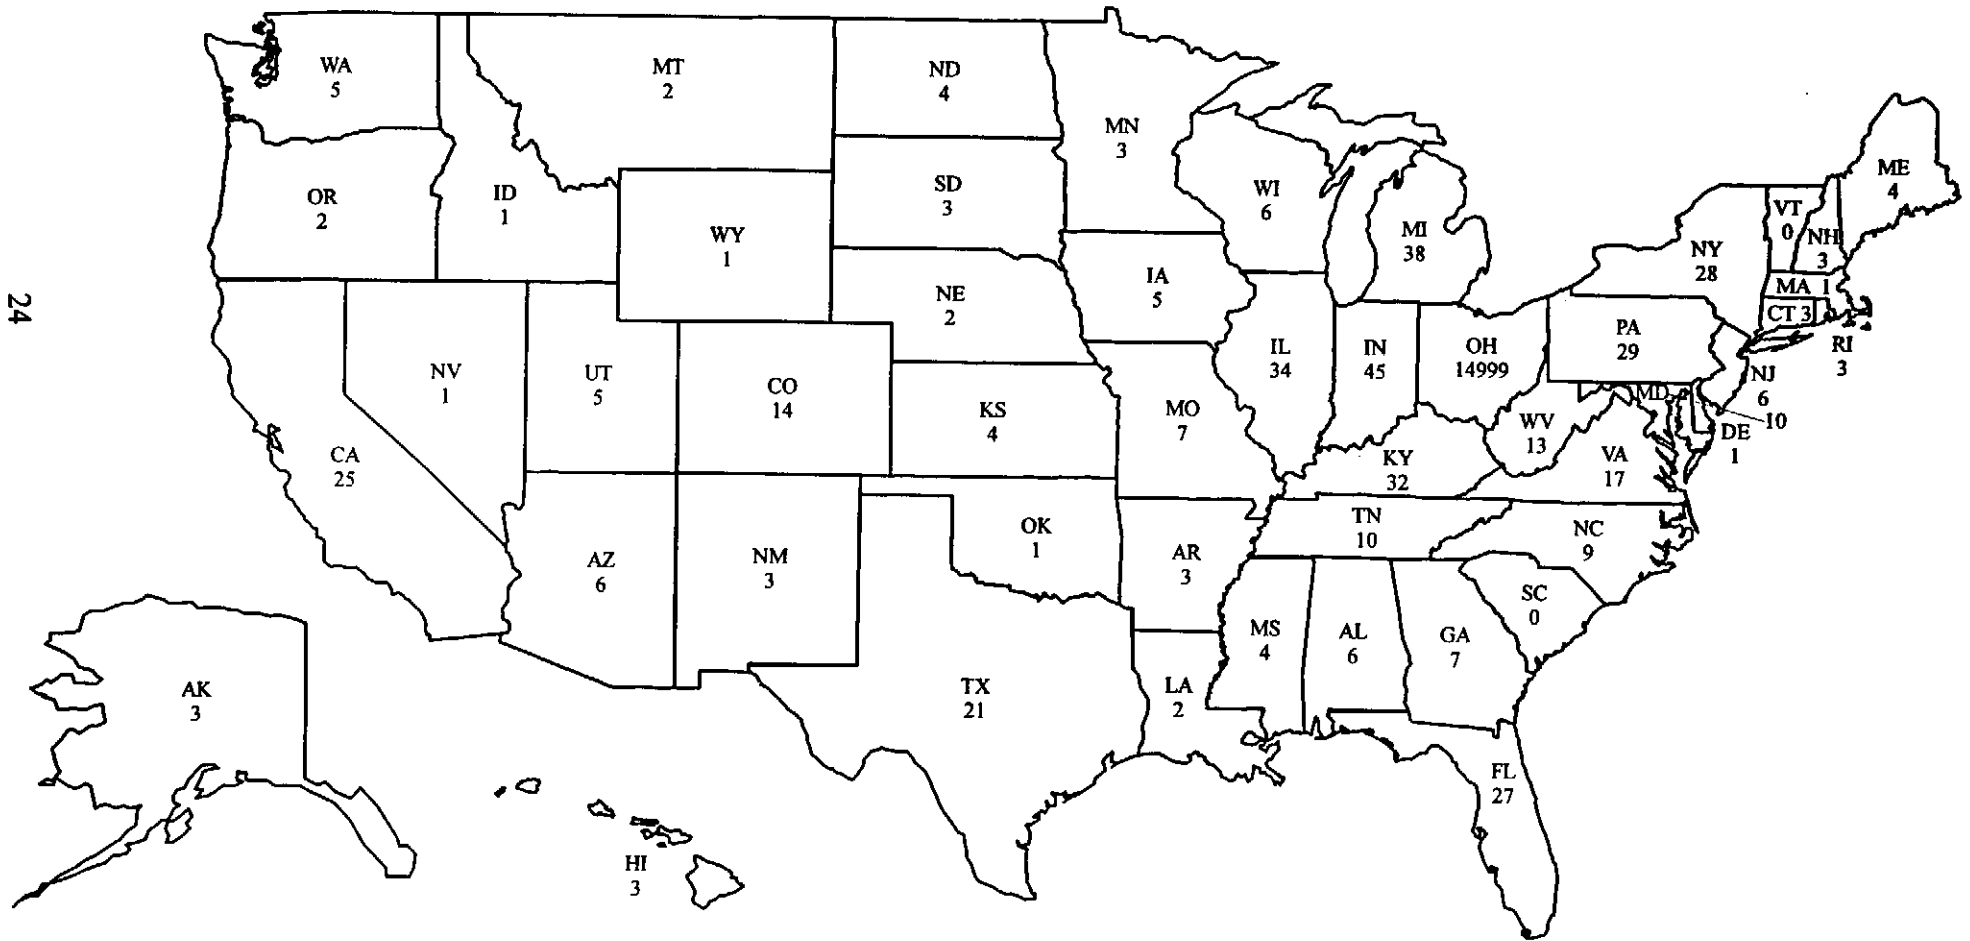 24
WA
5
MT
2
ND
4
MN
3
OR
2
ID
1
WY
1
SD
3
WI
6
MI
38
ME
4
VT
0
NH
3
NY
28
MA 1
CT 3
RI
3
NE
2
IA
5
IL
34
IN
45
OH
14999
PA
29
NJ
6
MD
10
DE
1
NV
1
UT
5
CO
14
KS
4
MO
7
WV
13
KY
32
VA
17
CA
25
AZ
6
NM
3
OK
1
AR
3
TN
10
NC
9
SC
0
MS
4
AL
6
GA
7
TX
21
LA
2
FL
27
AK
3
HI
3